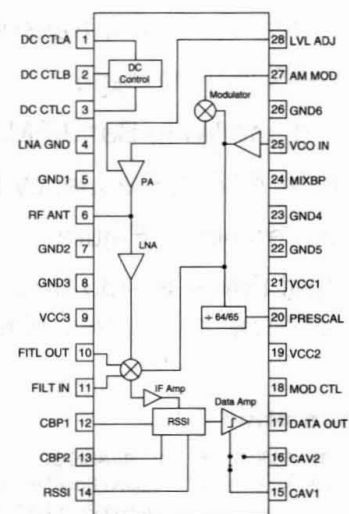 DC CTLA 1
DC CTLB 2
DC CTLC 3
LNA GND 4
GND1 5
RF ANT 6
GND2 7
GND3 8
VCC3 9
FITL OUT 10
FILT IN 11
CBP1 12
CBP2 13
RSSI 14
DC
Control
Modulator
PA
LNA
÷ 64/65
IF Amp
Data Amp
RSSI
28 LVL ADJ
27 AM MOD
26 GND6
25 VCO IN
24 MIXBP
23 GND4
22 GND5
21 VCC1
20 PRESCAL
19 VCC2
18 MOD CTL
17 DATA OUT
16 CAV2
15 CAV1